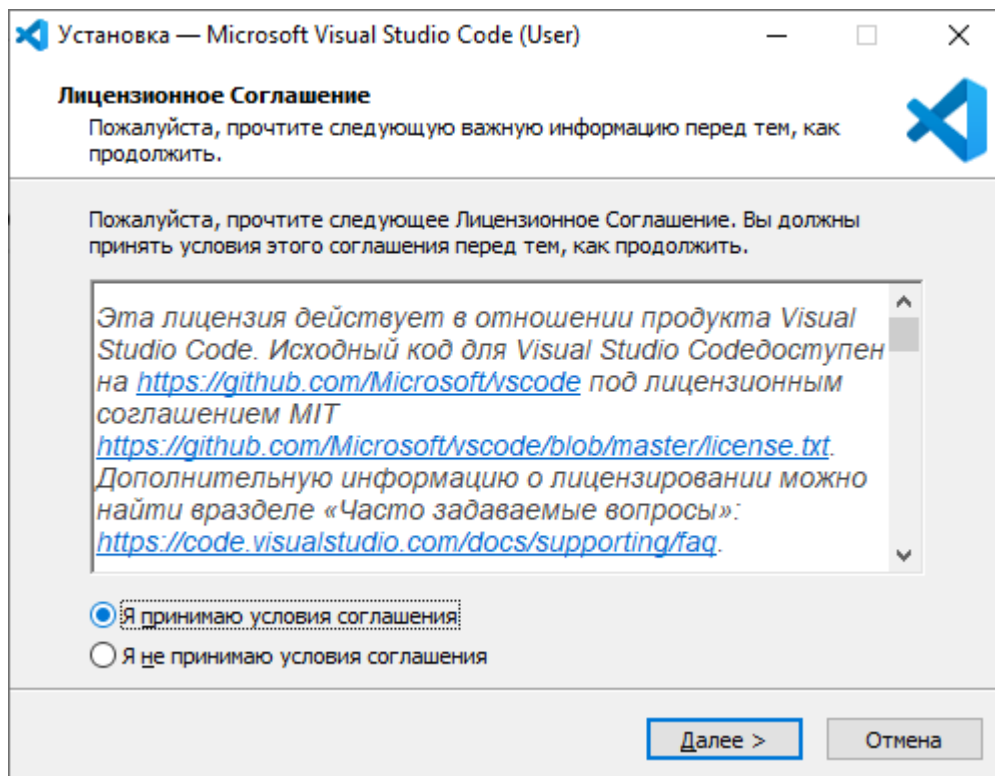 Установка — Microsoft Visual Studio Code (User)
Лицензионное Соглашение
Пожалуйста, прочтите следующую важную информацию перед тем, как
продолжить.
Пожалуйста, прочтите следующее Лицензионное Соглашение. Вы должны
принять условия этого соглашения перед тем, как продолжить.
Эта лицензия действует в отношении продукта Visual
Studio Code. Исходный код для Visual Studio Codeдоступен
на https://github.com/Microsoft/vscode под лицензионным
соглашением MIT
https://github.com/Microsoft/vscode/blob/master/license.txt.
Дополнительную информацию о лицензировании можно
найти вразделе «Часто задаваемые вопросы»:
https://code.visualstudio.com/docs/supporting/faq.
Я принимаю условия соглашения
Я не принимаю условия соглашения
Далее >
Отмена